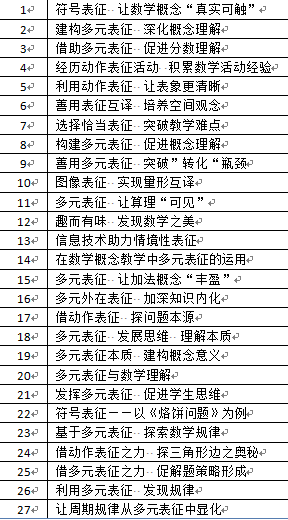 1 符号表征 让数学概念“真实可触”
2 建构多元表征 深化概念理解
3 借助多元表征 促进分数理解
4 经历动作表征活动 积累数学活动经验
5 利用动作表征 让表象更清晰
6 善用表征互译 培养空间观念
7 选择恰当表征 突破教学难点
8 构建多元表征 促进概念理解
9 善用多元表征 突破”转化“瓶颈
10 图像表征 实现量形互译
11 多元表征 让算理“可见”
12 趣而有味 发现数学之美
13 信息技术助力情境性表征
14 在数学概念教学中多元表征的运用
15 多元表征 让加法概念“丰盈”
16 多元外在表征 加深知识内化
17 借动作表征 探问题本源
18 多元表征 发展思维 理解本质
19 多元表征本质 建构概念意义
20 多元表征与数学理解
21 发挥多元表征 促进学生思维
22 符号表征——以《烙饼问题》为例
23 基于多元表征 探索数学规律
24 借动作表征之力 探三角形边之奥秘
25 借多元表征之力 促解题策略形成
26 利用多元表征 发现规律
27 让周期规律从多元表征中显化